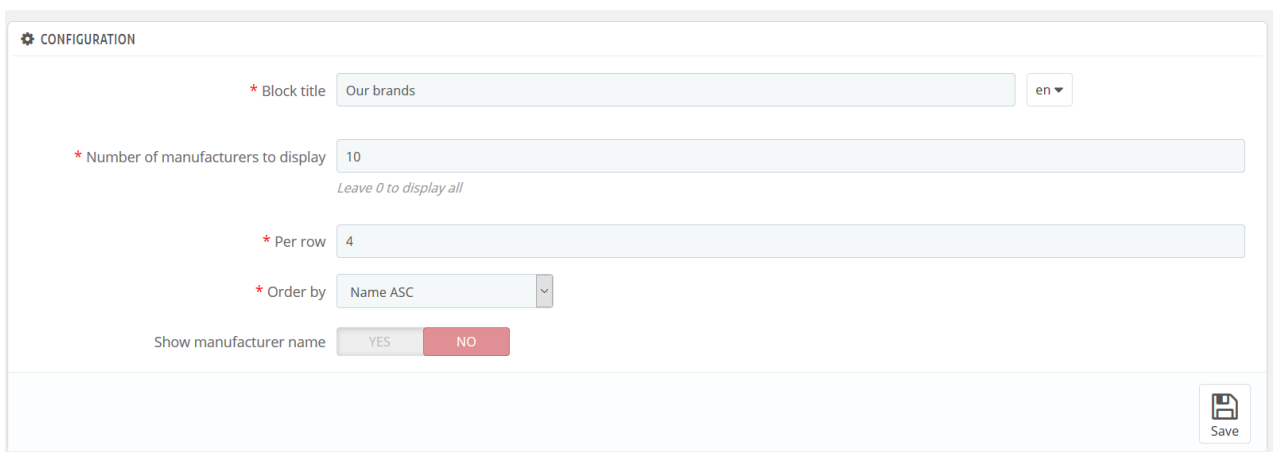 CONFIGURATION
* Block title Our brands en
* Number of manufacturers to display 10
Leave 0 to display all
* Per row 4
* Order by Name ASC
Show manufacturer name YES NO
Save